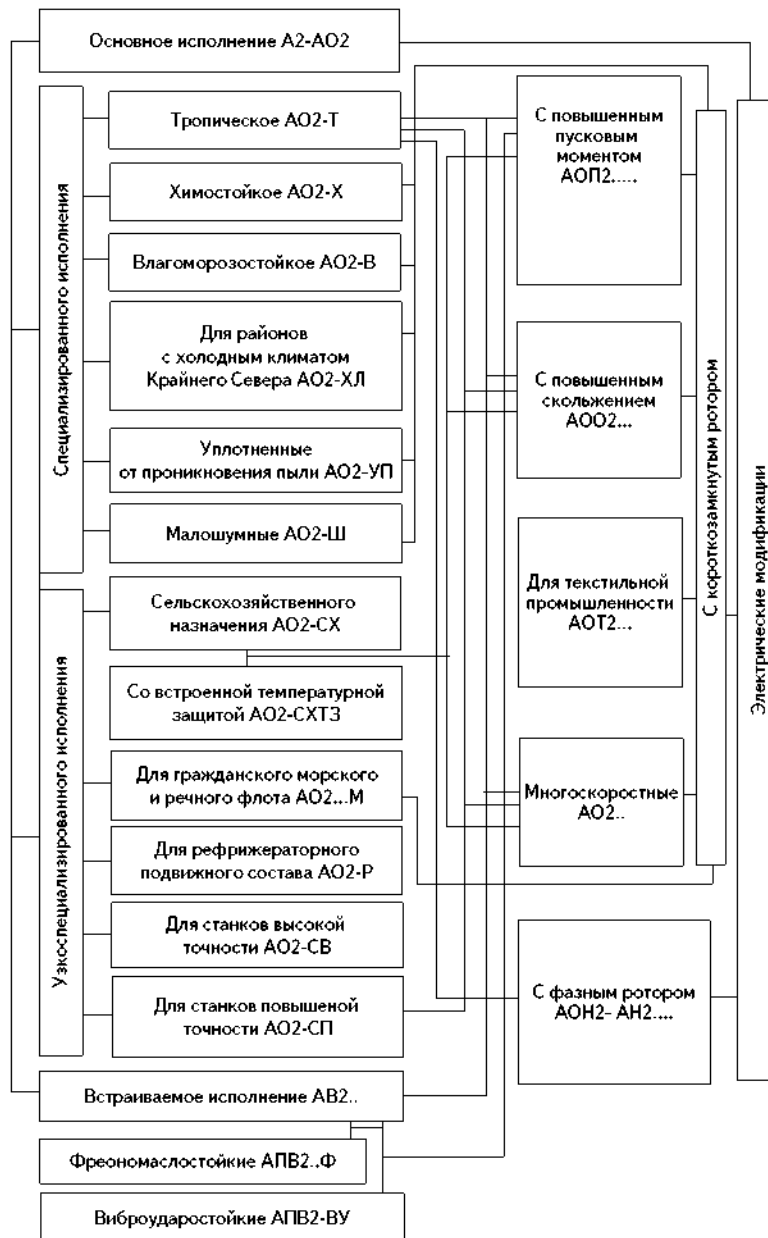 Основное исполнение А2-АО2
Специализированного исполнения
Тропическое АО2-Т
Химостойкое АО2-Х
Влагоморозостойкое АО2-В
Для районов
с холодным климатом
Крайнего Севера АО2-ХЛ
Уплотненные
от проникновения пыли АО2-УП
Малошумные АО2-Ш
Узкоспециализированного исполнения
Сельскохозяйственного
назначения АО2-СХ
Со встроенной температурной
защитой АО2-СХТЗ
Для гражданского морского
и речного флота АО2...М
Для рефрижераторного
подвижного состава АО2-Р
Для станков высокой
точности АО2-СВ
Для станков повышеной
точности АО2-СП
Встраиваемое исполнение АВ2..
Фреономаслостойкие АПВ2..Ф
Виброударостойкие АПВ2-ВУ
С повышенным
пусковым
моментом
АОП2.....
С повышенным
скольжением
АОО2...
Для текстильной
промышленности
АОТ2...
Многоскоростные
АО2..
С фазным ротором
АОН2- АН2....
С короткозамкнутым ротором
Электрические модификации